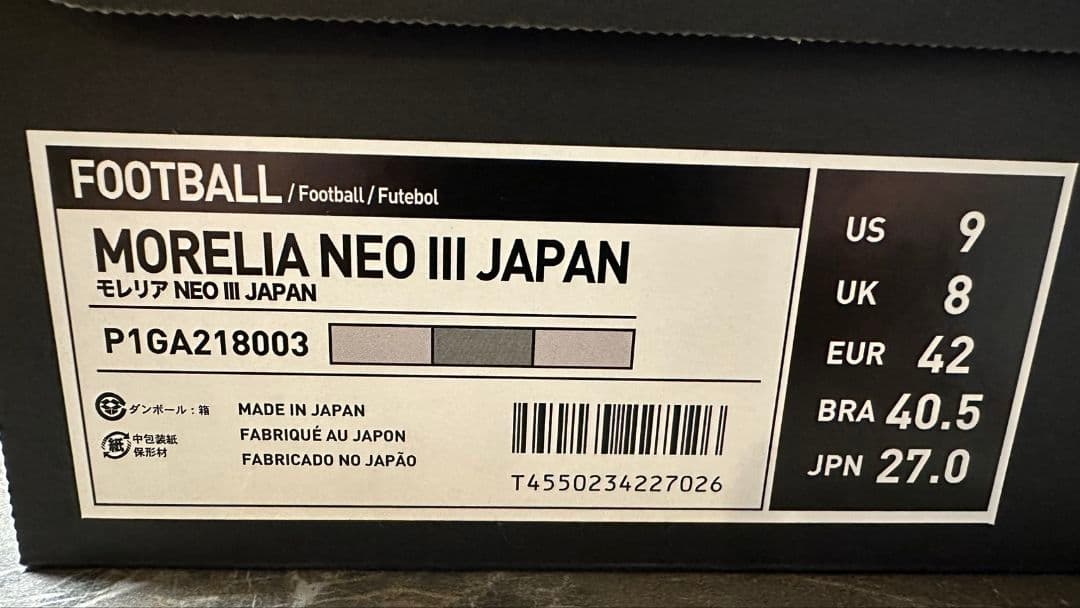 FOOTBALL / Football / Futebol
MORELIA NEO III JAPAN
モレリア NEO III JAPAN
P1GA218003
ダンボール : 箱
紙 中包装紙
保形材
MADE IN JAPAN
FABRIQUÉ AU JAPON
FABRICADO NO JAPÃO
T4550234227026
US 9
UK 8
EUR 42
BRA 40.5
JPN 27.0